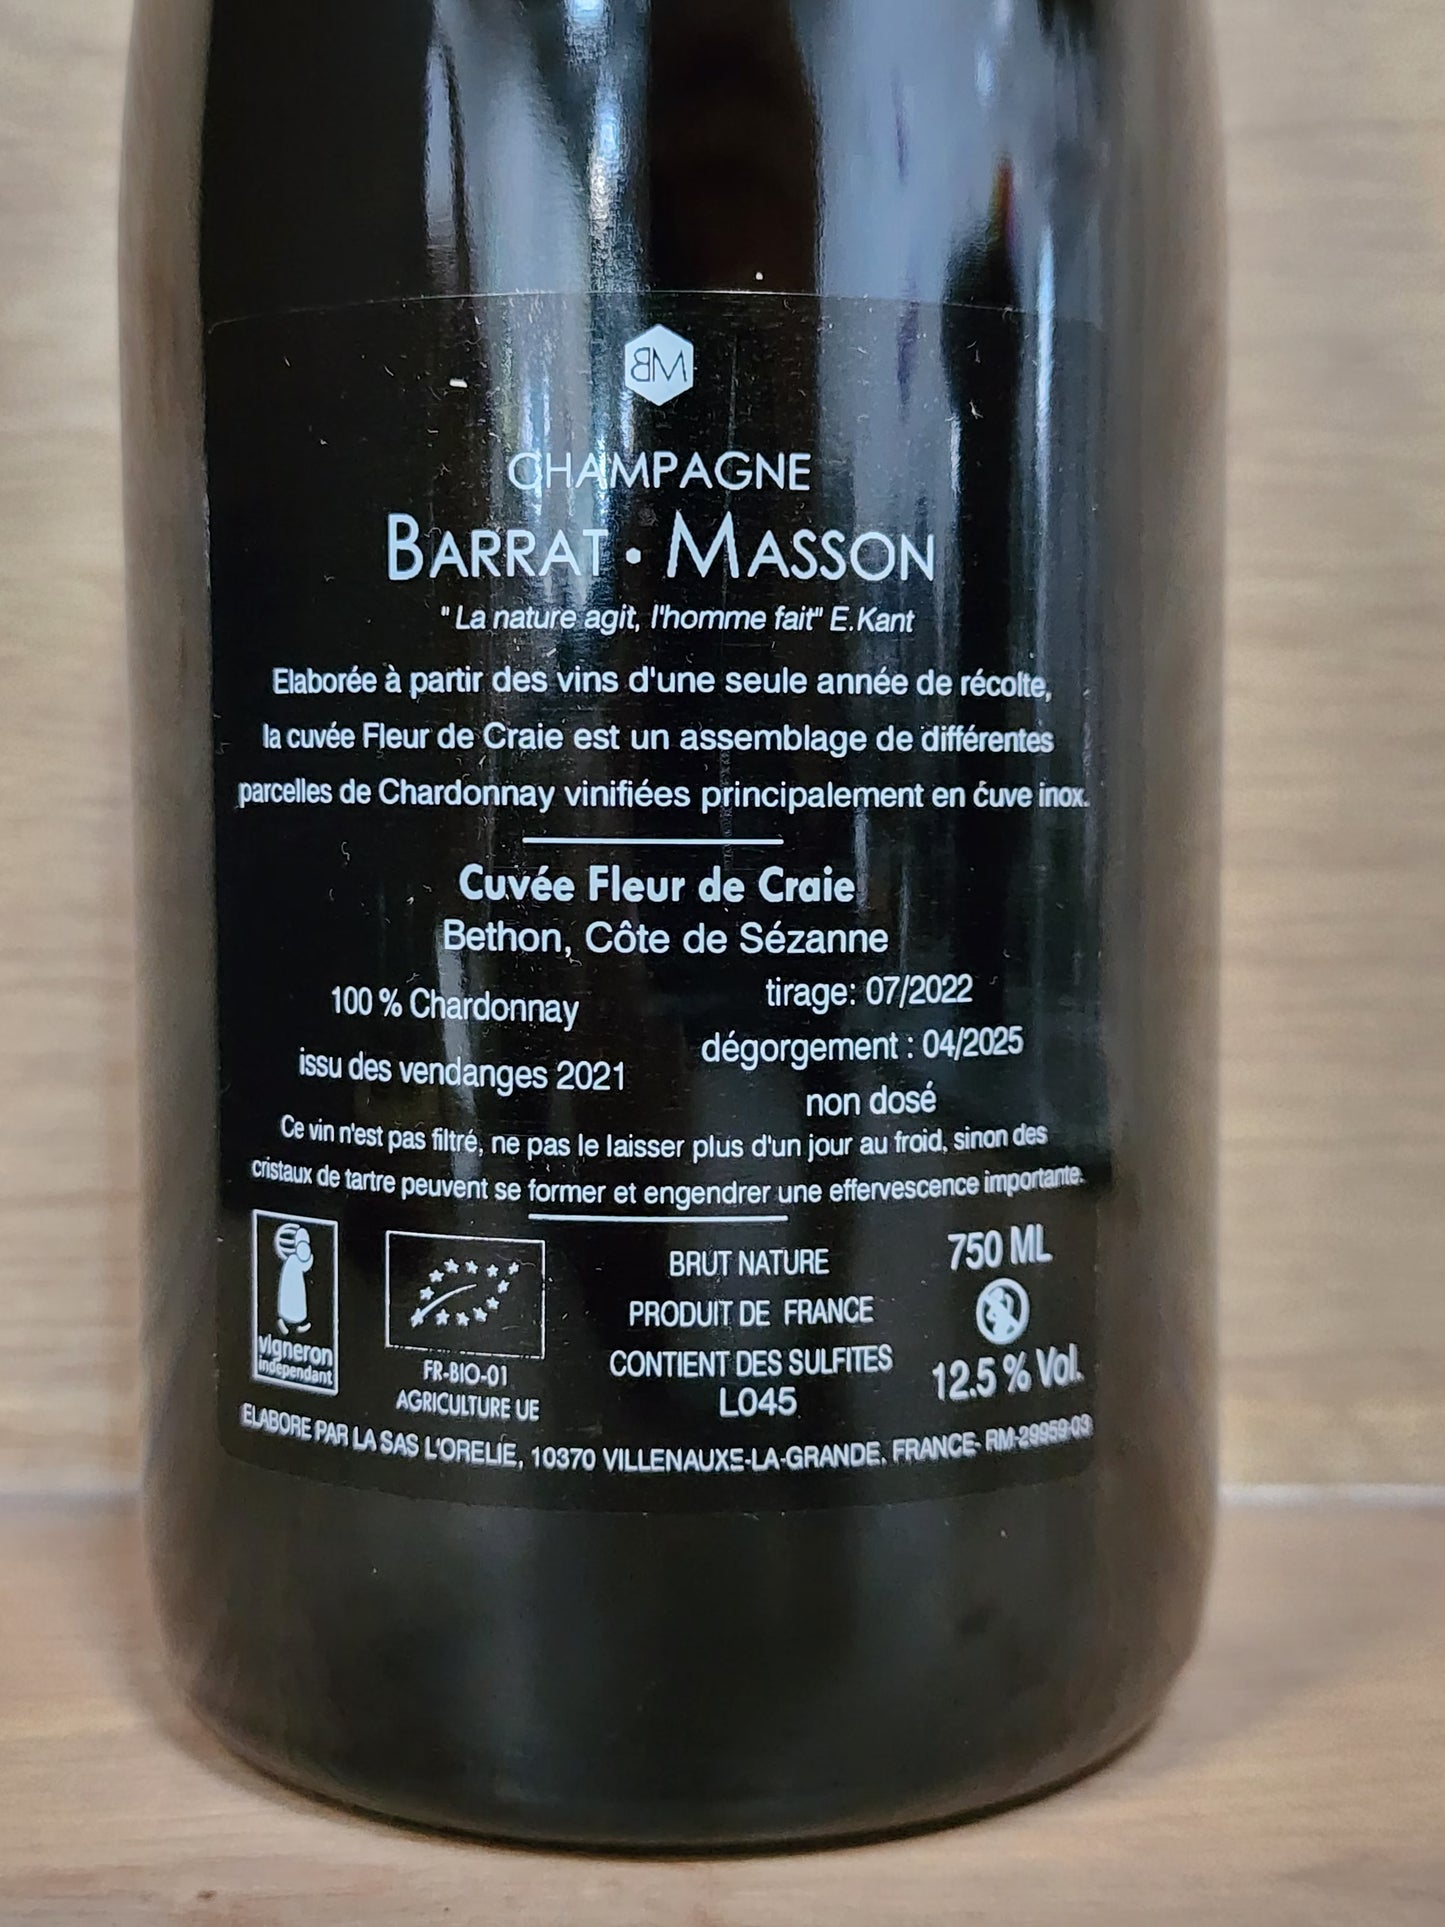 BM
CHAMPAGNE
BARRAT · MASSON
" La nature agit, l'homme fait" E.Kant
Elaborée à partir des vins d'une seule année de récolte,
la cuvée Fleur de Craie est un assemblage de différentes
parcelles de Chardonnay vinifiées principalement en cuve inox.
Cuvée Fleur de Craie
Bethon, Côte de Sézanne
100 % Chardonnay
issu des vendanges 2021
tirage: 07/2022
dégorgement : 04/2025
non dosé
Ce vin n'est pas filtré, ne pas le laisser plus d'un jour au froid, sinon des
cristaux de tartre peuvent se former et engendrer une effervescence importante.
vigneron
indépendant
FR-BIO-01
AGRICULTURE UE
BRUT NATURE
PRODUIT DE FRANCE
CONTIENT DES SULFITES
L045
750 ML
12.5 % Vol.
ELABORE PAR LA SAS L'ORELIE, 10370 VILLENAUXE-LA-GRANDE, FRANCE- RM-29959-03